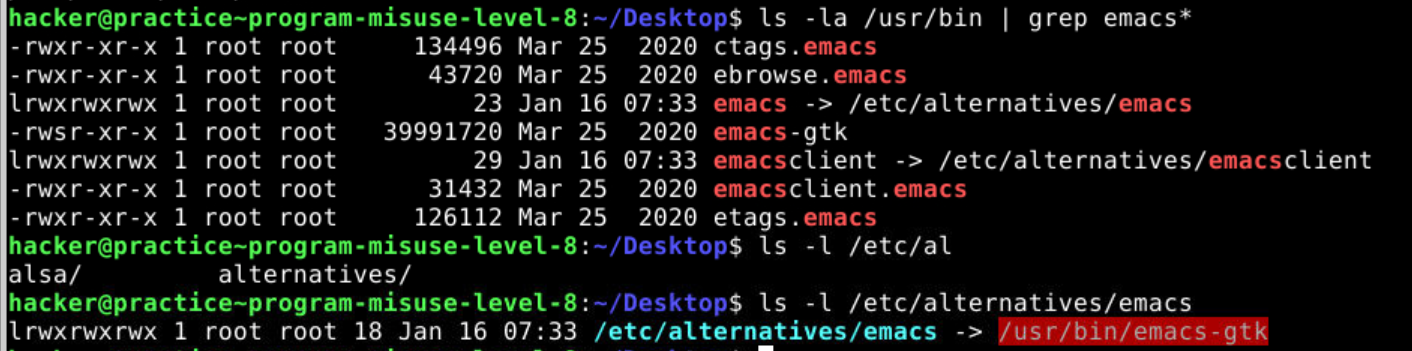 hacker@practice~program-misuse-level-8:~/Desktop$ ls -la /usr/bin | grep emacs*
-rwxr-xr-x 1 root root   134496 Mar 25  2020 ctags.emacs
-rwxr-xr-x 1 root root    43720 Mar 25  2020 ebrowse.emacs
lrwxrwxrwx 1 root root       23 Jan 16 07:33 emacs -> /etc/alternatives/emacs
-rwsr-xr-x 1 root root 39991720 Mar 25  2020 emacs-gtk
lrwxrwxrwx 1 root root       29 Jan 16 07:33 emacsclient -> /etc/alternatives/emacsclient
-rwxr-xr-x 1 root root    31432 Mar 25  2020 emacsclient.emacs
-rwxr-xr-x 1 root root   126112 Mar 25  2020 etags.emacs
hacker@practice~program-misuse-level-8:~/Desktop$ ls -l /etc/al
alsa/         alternatives/
hacker@practice~program-misuse-level-8:~/Desktop$ ls -l /etc/alternatives/emacs
lrwxrwxrwx 1 root root 18 Jan 16 07:33 /etc/alternatives/emacs -> /usr/bin/emacs-gtk